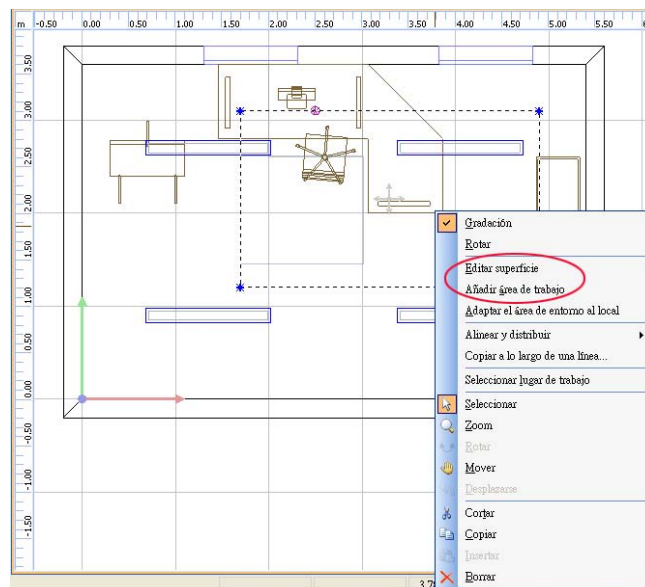 m -0.50 0.00 0.50 1.00 1.50 2.00 2.50 3.00 3.50 4.00 4.50 5.00 5.50 6
3.50
3.00
2.50
2.00
1.50
1.00
0.50
0.00
-0.50
-1.00
-1.50
Gradación
Rotar
Editar superficie
Añadir área de trabajo
Adaptar el área de entorno al local
Alinear y distribuir
Copiar a lo largo de una línea...
Seleccionar lugar de trabajo
Seleccionar
Zoom
Rotar
Mover
Desplazarse
Cortar
Copiar
Insertar
Borrar